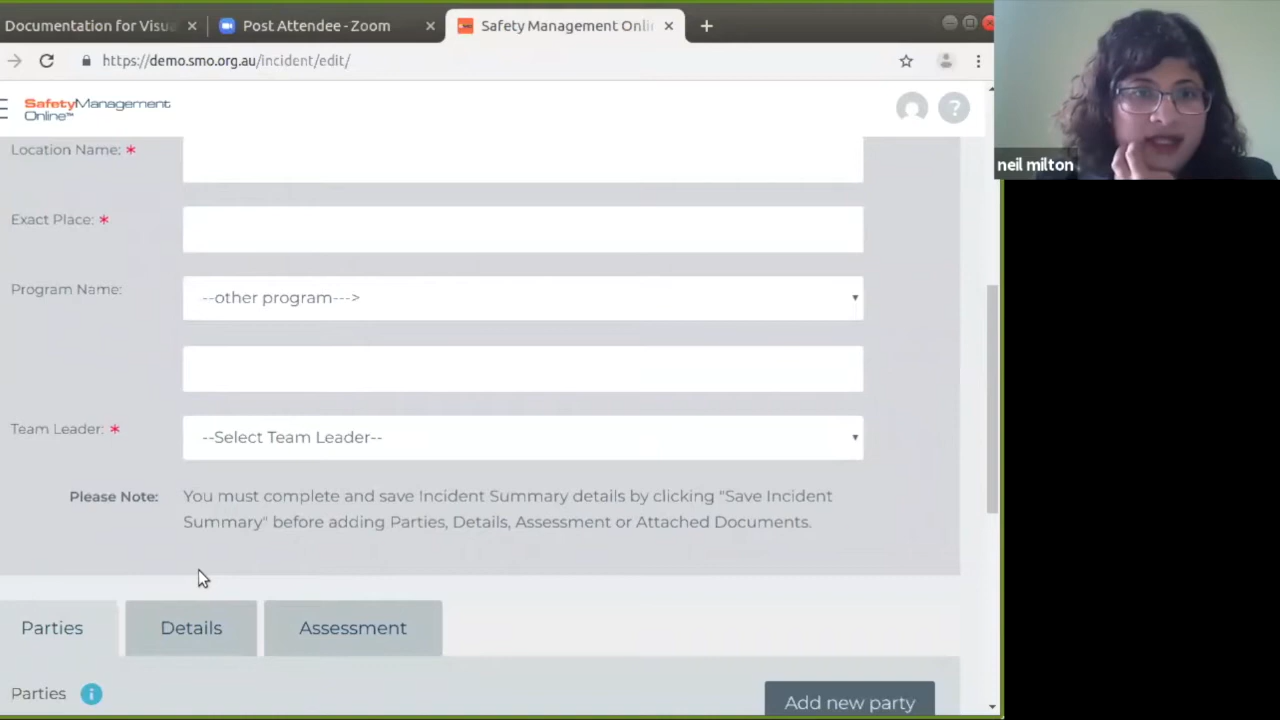 Documentation for Visua
Post Attendee - Zoom
Safety Management Onli
https://demo.smo.org.au/incident/edit/
SafetyManagement
Online™
?
neil milton
Location Name: *
Exact Place: *
Program Name:
--other program--->
Team Leader: *
--Select Team Leader--
Please Note:
You must complete and save Incident Summary details by clicking "Save Incident
Summary" before adding Parties, Details, Assessment or Attached Documents.
Parties
Details
Assessment
Parties
i
Add new party